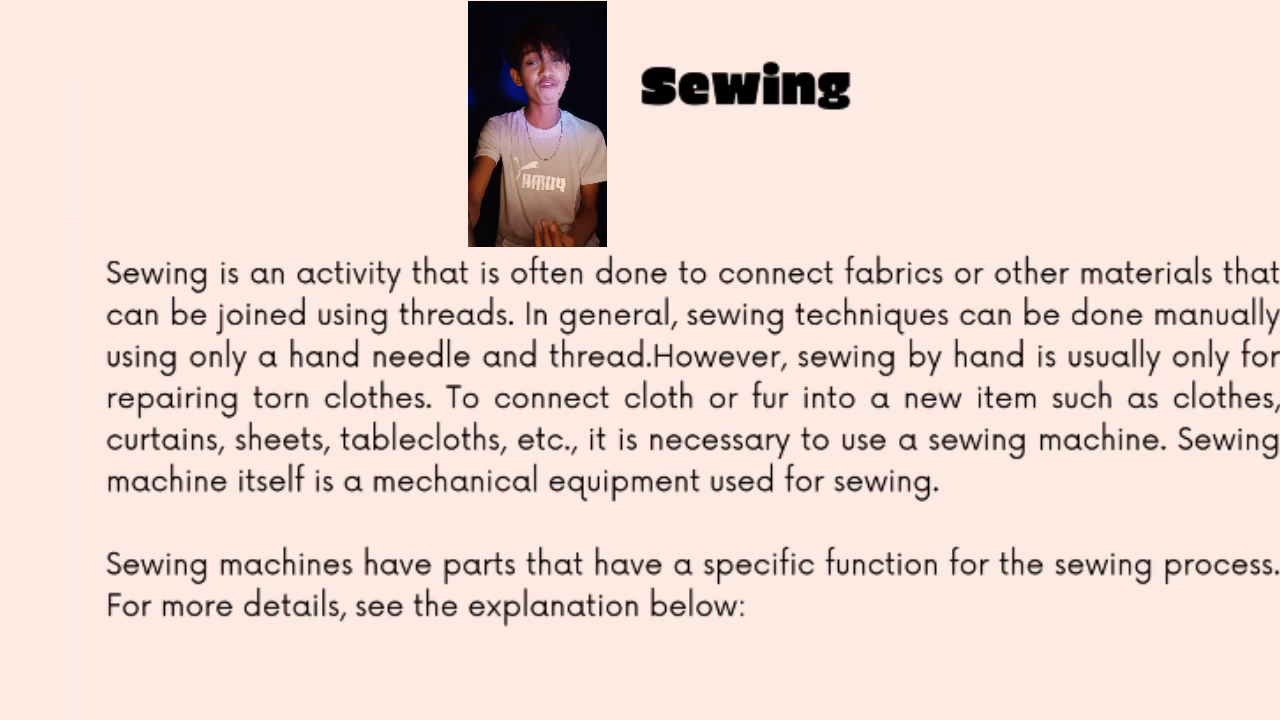 Sewing
Sewing is an activity that is often done to connect fabrics or other materials that
can be joined using threads. In general, sewing techniques can be done manually
using only a hand needle and thread.However, sewing by hand is usually only for
repairing torn clothes. To connect cloth or fur into a new item such as clothes,
curtains, sheets, tablecloths, etc., it is necessary to use a sewing machine. Sewing
machine itself is a mechanical equipment used for sewing.
Sewing machines have parts that have a specific function for the sewing process.
For more details, see the explanation below: